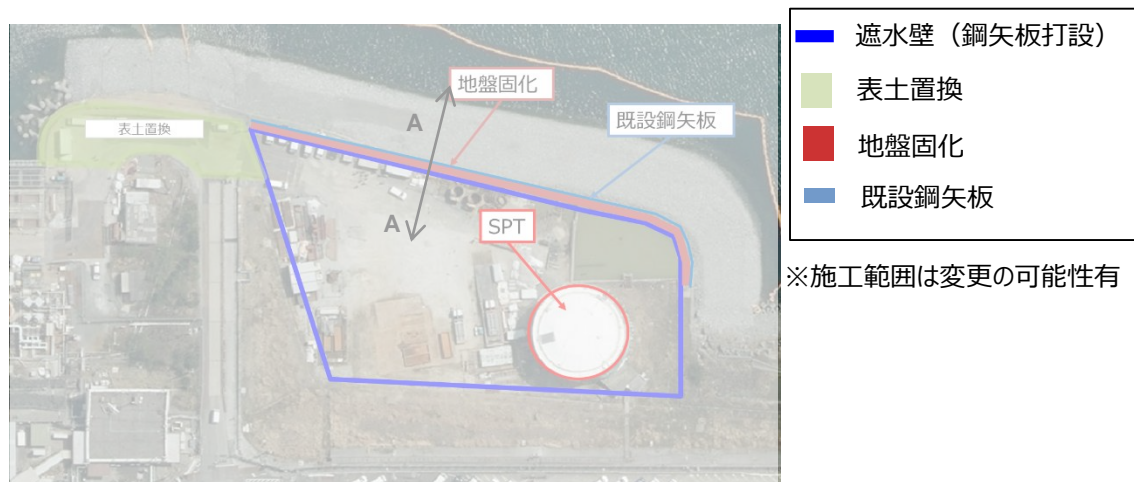 遮水壁（鋼矢板打設）
表土置換
地盤固化
既設鋼矢板
※施工範囲は変更の可能性有
地盤固化
既設鋼矢板
表土置換
A
A
SPT